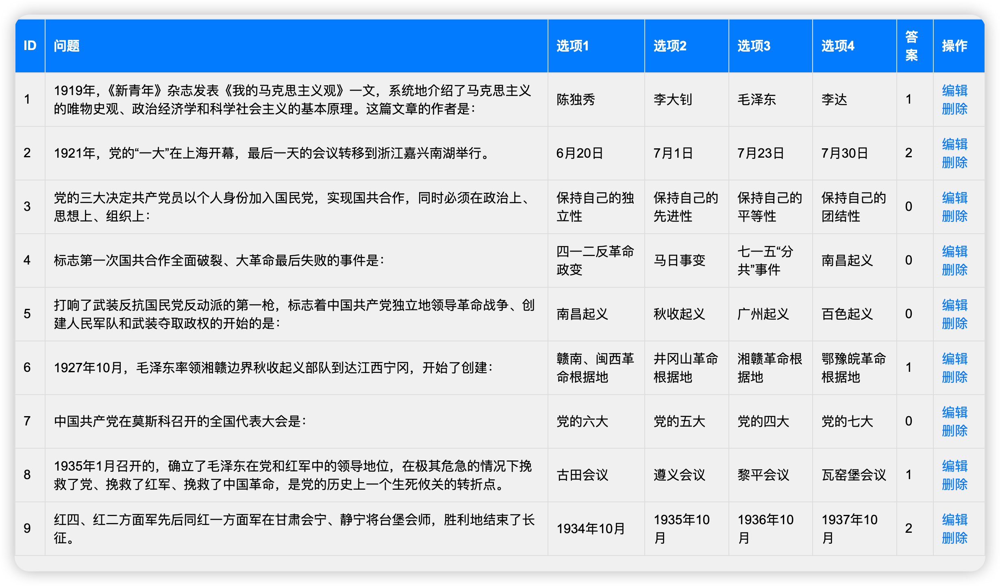 ID 问题 选项1 选项2 选项3 选项4 答案 操作
1 1919年，《新青年》杂志发表《我的马克思主义观》一文，系统地介绍了马克思主义 陈独秀 李大钊 毛泽东 李达 1 编辑
的唯物史观、政治经济学和科学社会主义的基本原理。这篇文章的作者是： 删除
2 1921年，党的“一大”在上海开幕，最后一天的会议转移到浙江嘉兴南湖举行。 6月20日 7月1日 7月23日 7月30日 2 编辑
删除
3 党的三大决定共产党员以个人身份加入国民党，实现国共合作，同时必须在政治上、 保持自己的独 保持自己的 保持自己的 保持自己的 0 编辑
思想上、组织上： 立性 先进性 平等性 团结性 删除
4 标志第一次国共合作全面破裂、大革命最后失败的事件是： 四一二反革命 马日事变 七一五“分 南昌起义 0 编辑
政变 共”事件 删除
5 打响了武装反抗国民党反动派的第一枪，标志着中国共产党独立地领导革命战争、创 南昌起义 秋收起义 广州起义 百色起义 0 编辑
建人民军队和武装夺取政权的开始的是： 删除
6 1927年10月，毛泽东率领湘赣边界秋收起义部队到达江西宁冈，开始了创建： 赣南、闽西革 井冈山革命 湘赣革命根 鄂豫皖革命 1 编辑
命根据地 根据地 据地 根据地 删除
7 中国共产党在莫斯科召开的全国代表大会是： 党的六大 党的五大 党的四大 党的七大 0 编辑
删除
8 1935年1月召开的，确立了毛泽东在党和红军中的领导地位，在极其危急的情况下挽 古田会议 遵义会议 黎平会议 瓦窑堡会议 1 编辑
救了党、挽救了红军、挽救了中国革命，是党的历史上一个生死攸关的转折点。 删除
9 红四、红二方面军先后同红一方面军在甘肃会宁、静宁将台堡会师，胜利地结束了长 1934年10月 1935年10 1936年10 1937年10 2 编辑
征。 月 月 月 删除